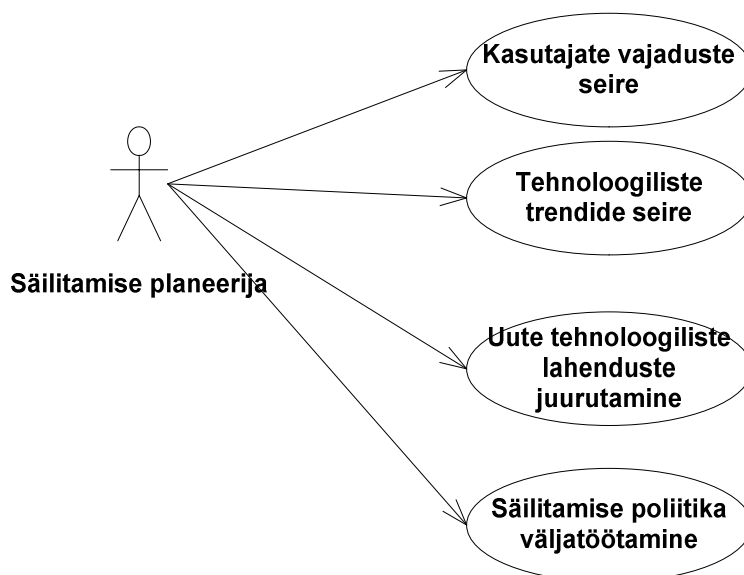 Kasutajate vajaduste
seire
Tehnoloogiliste
trendide seire
Säilitamise planeerija
Uute tehnoloogiliste
lahenduste
juurutamine
Säilitamise poliitika
väljatöötamine